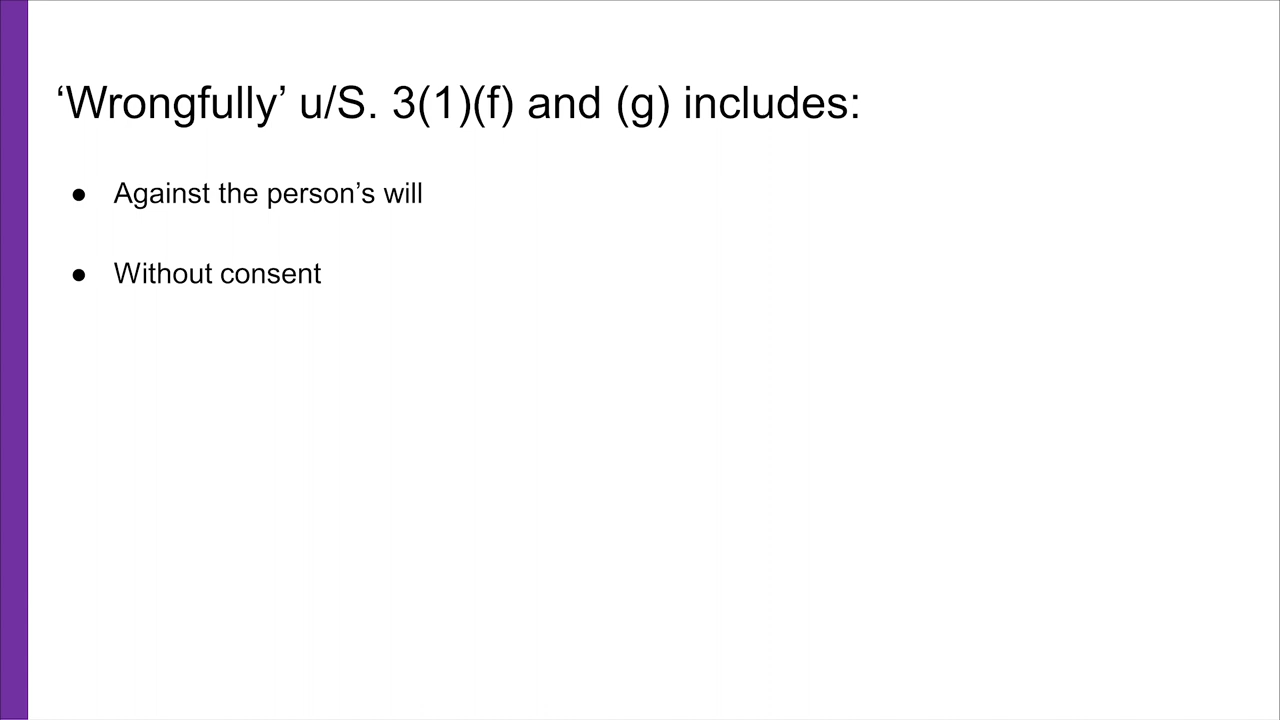 ‘Wrongfully’ u/S. 3(1)(f) and (g) includes:
● Against the person’s will
● Without consent